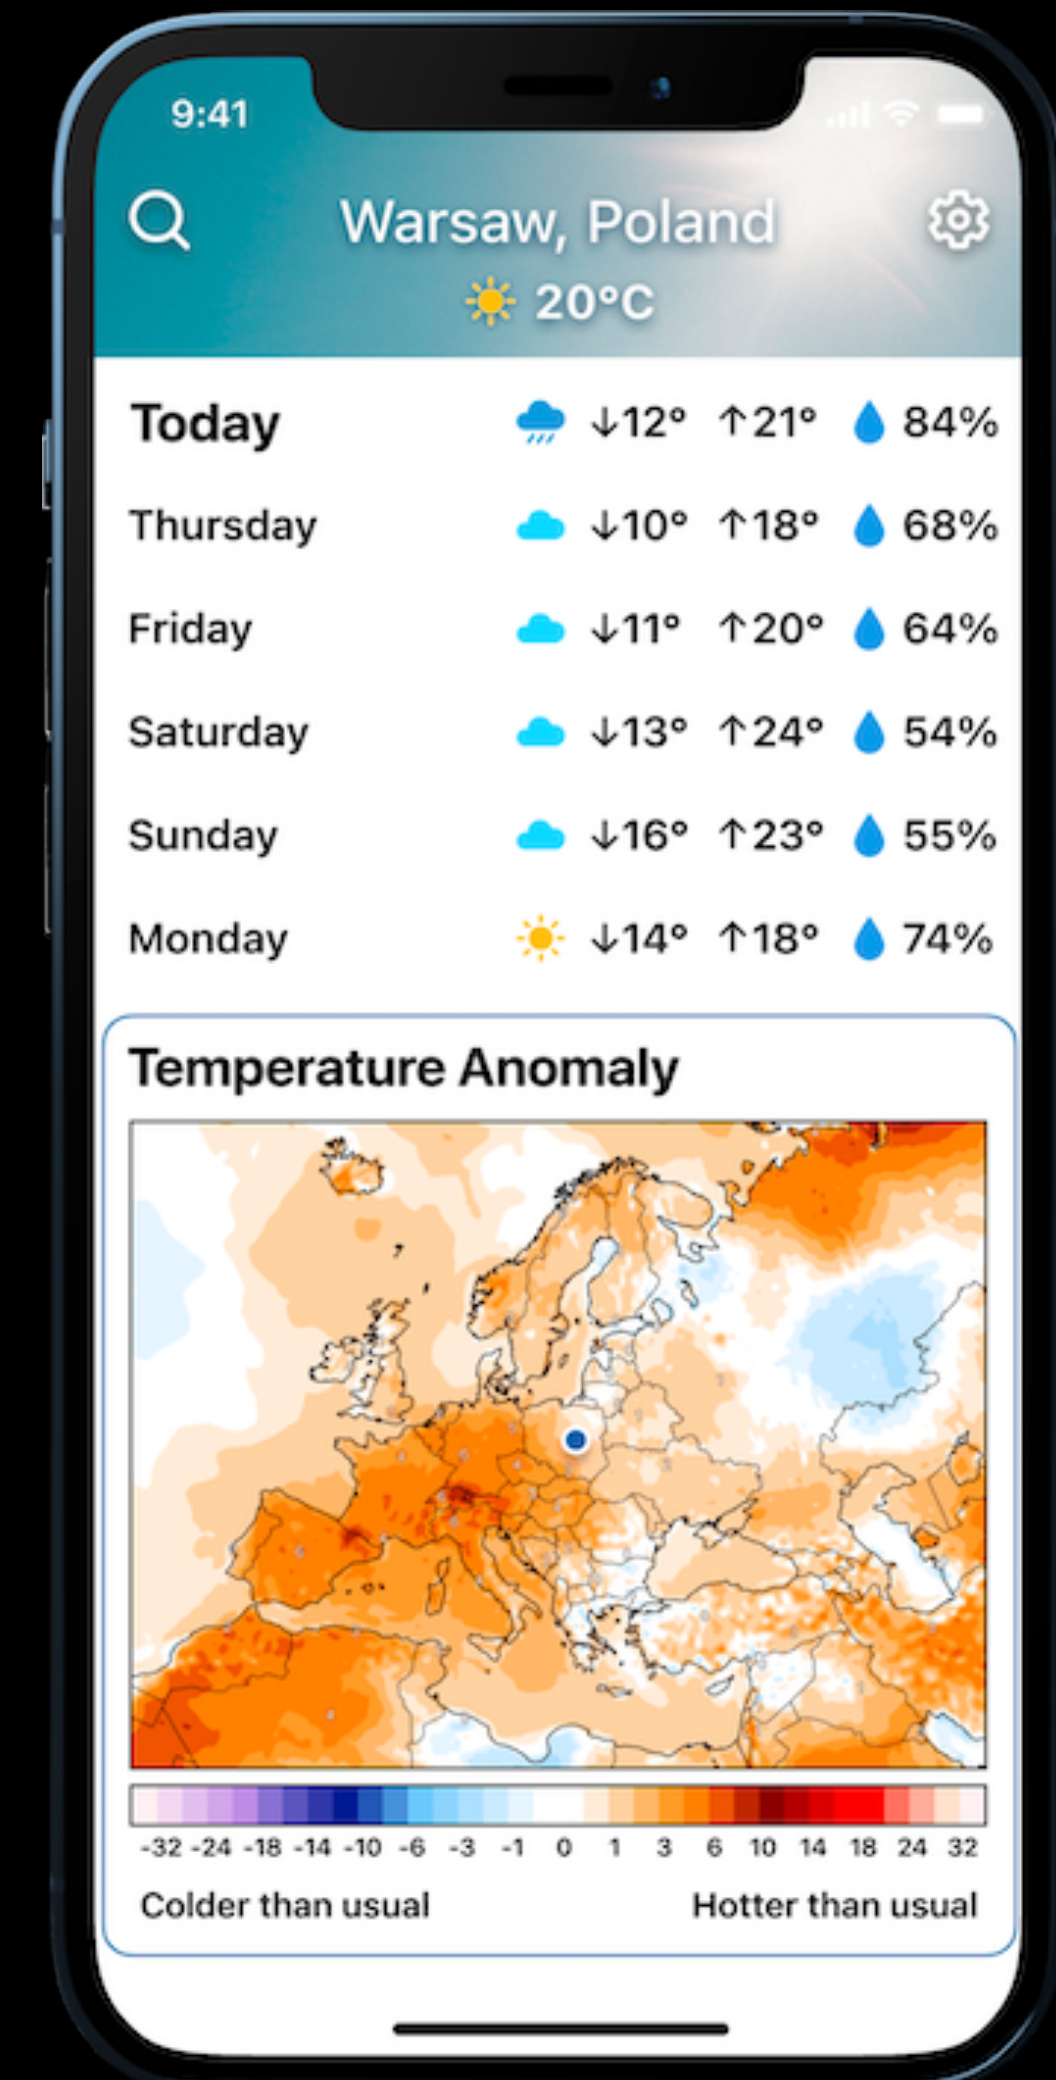 9:41
Warsaw, Poland
20°C
Today ↓12° ↑21° 84%
Thursday ↓10° ↑18° 68%
Friday ↓11° ↑20° 64%
Saturday ↓13° ↑24° 54%
Sunday ↓16° ↑23° 55%
Monday ↓14° ↑18° 74%
Temperature Anomaly
-32 -24 -18 -14 -10 -6 -3 -1 0 1 3 6 10 14 18 24 32
Colder than usual Hotter than usual